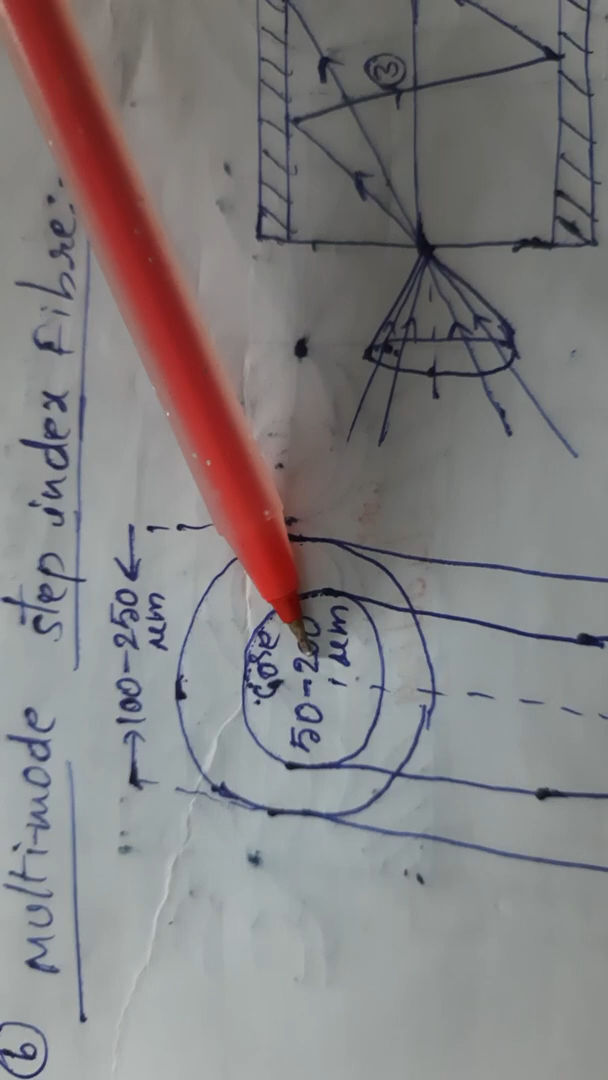 (b) Multi-mode step index Fibre:-
100-250
μm
core
50-200
μm
(3)